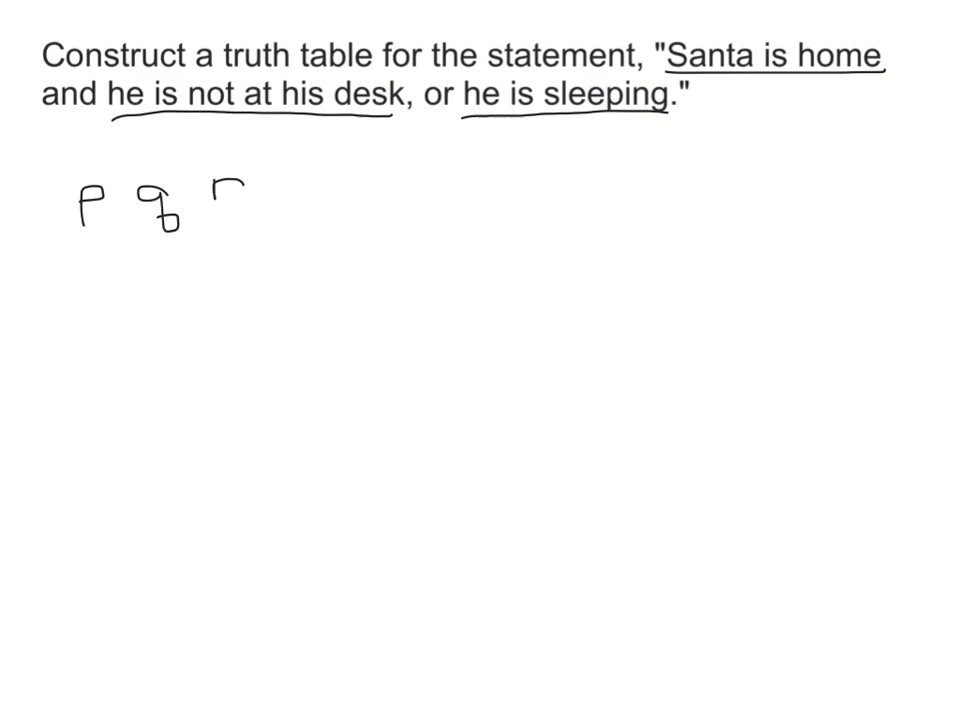 Construct a truth table for the statement, "Santa is home
and he is not at his desk, or he is sleeping."
p q r